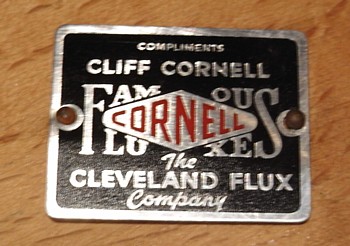 COMPLIMENTS
CLIFF CORNELL
FAMOUS
CORNELL
FLUXES
The
CLEVELAND FLUX
Company